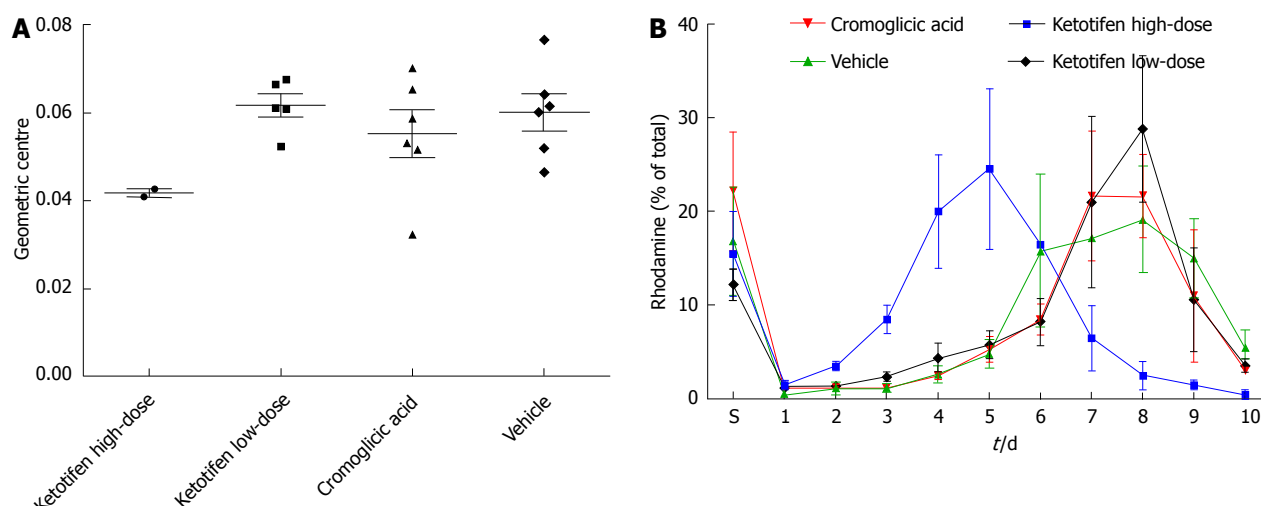 A
Geometric centre
0.08
0.06
0.04
0.02
0.00
Ketotifen high-dose
Ketotifen low-dose
Cromoglicic acid
Vehicle
B
Cromoglicic acid
Ketotifen high-dose
Vehicle
Ketotifen low-dose
Rhodamine (% of total)
40
30
20
10
0
S 1 2 3 4 5 6 7 8 9 10
t/d